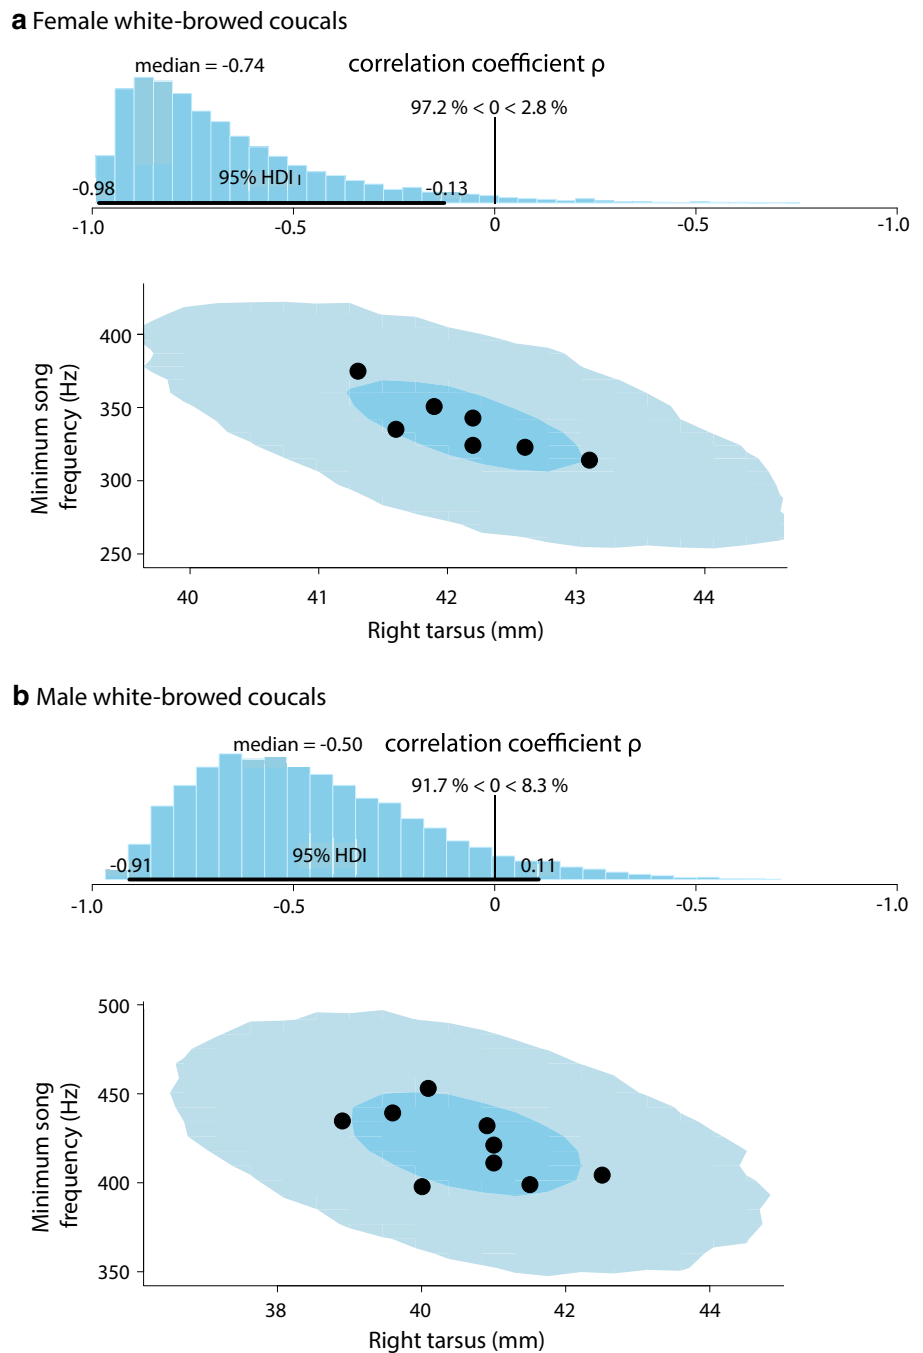 a Female white-browed coucals
median = -0.74
correlation coefficient ρ
97.2 % < 0 < 2.8 %
95% HDI
-0.98
-0.13
-1.0 -0.5 0 -0.5 -1.0
400
350
300
250
Minimum song
frequency (Hz)
40 41 42 43 44
Right tarsus (mm)
b Male white-browed coucals
median = -0.50
correlation coefficient ρ
91.7 % < 0 < 8.3 %
95% HDI
-0.91
0.11
-1.0 -0.5 0 -0.5 -1.0
500
450
400
350
Minimum song
frequency (Hz)
38 40 42 44
Right tarsus (mm)